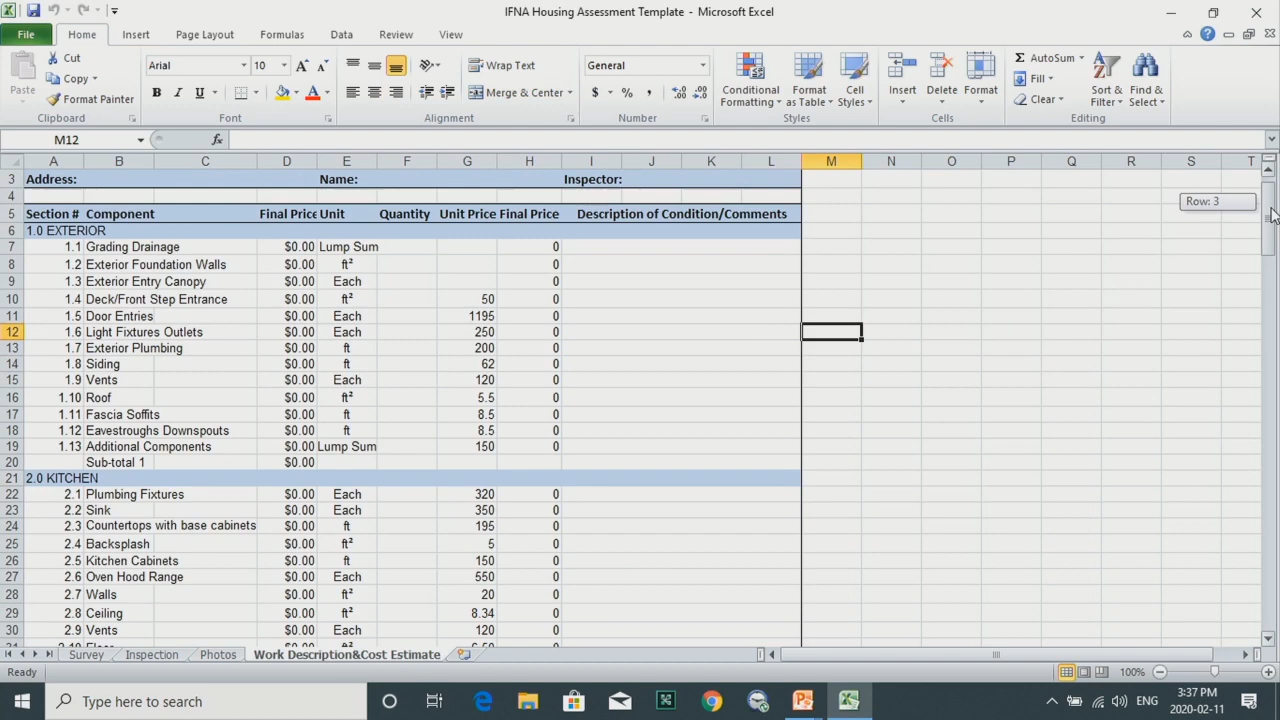 IFNA Housing Assessment Template - Microsoft Excel
File Home Insert Page Layout Formulas Data Review View
Paste Cut Copy Format Painter Clipboard
Arial 10 A A B I U A Font
Wrap Text Merge & Center Alignment
General $ % , Number
Conditional Formatting Format as Table Cell Styles Styles
Insert Delete Format Cells
AutoSum Fill Clear Sort & Filter Find & Select Editing
M12 fx
A B C D E F G H I J K L M N O P Q R S T
3 Address: Name: Inspector:
Row: 3
4
5 Section # Component Final Price Unit Quantity Unit Price Final Price Description of Condition/Comments
6 1.0 EXTERIOR
7 1.1 Grading Drainage $0.00 Lump Sum 0
8 1.2 Exterior Foundation Walls $0.00 ft² 0
9 1.3 Exterior Entry Canopy $0.00 Each 0
10 1.4 Deck/Front Step Entrance $0.00 ft² 50 0
11 1.5 Door Entries $0.00 Each 1195 0
12 1.6 Light Fixtures Outlets $0.00 Each 250 0
13 1.7 Exterior Plumbing $0.00 ft 200 0
14 1.8 Siding $0.00 ft 62 0
15 1.9 Vents $0.00 Each 120 0
16 1.10 Roof $0.00 ft² 5.5 0
17 1.11 Fascia Soffits $0.00 ft 8.5 0
18 1.12 Eavestroughs Downspouts $0.00 ft 8.5 0
19 1.13 Additional Components $0.00 Lump Sum 150 0
20 Sub-total 1 $0.00
21 2.0 KITCHEN
22 2.1 Plumbing Fixtures $0.00 Each 320 0
23 2.2 Sink $0.00 Each 350 0
24 2.3 Countertops with base cabinets $0.00 ft 195 0
25 2.4 Backsplash $0.00 ft² 5 0
26 2.5 Kitchen Cabinets $0.00 ft 150 0
27 2.6 Oven Hood Range $0.00 Each 550 0
28 2.7 Walls $0.00 ft² 20 0
29 2.8 Ceiling $0.00 ft² 8.34 0
30 2.9 Vents $0.00 Each 120 0
Survey Inspection Photos Work Description&Cost Estimate
Ready 100%
Type here to search ENG 3:37 PM
2020-02-11